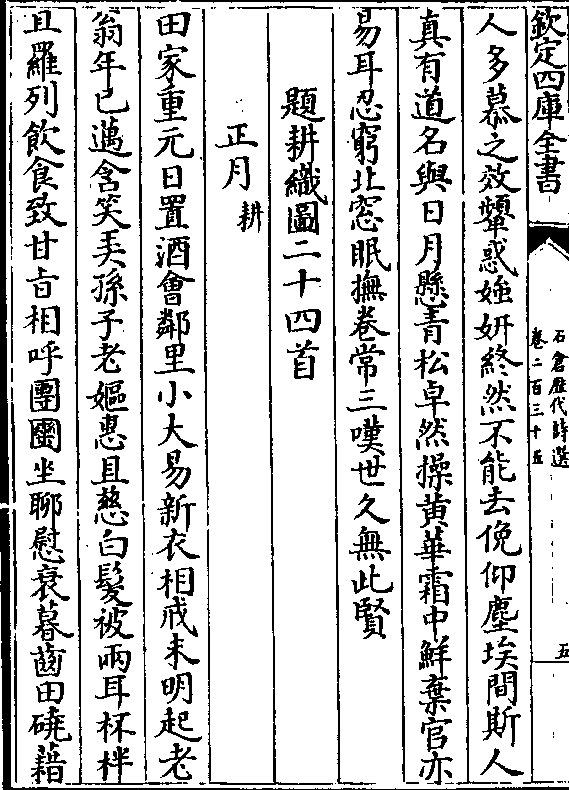 欽定四庫全書
石倉歷代詩選
卷二百三十五
五
人多慕之效顰惑媸妍終然不能去俛仰塵埃間斯人
真有道名與日月懸青松卓然操黄華霜中鮮棄官亦
易耳忍窮北窓眠撫卷常三嘆世久無此賢
題耕織圖二十四首
正月 耕
田家重元日置酒會鄰里小大易新衣相戒未明起老
翁年已邁含笑弄孫子老嫗惠且慈白髮被兩耳杯柈
且羅列飲食致甘旨相呼團圞坐聊慰衰暮齒田磽藉